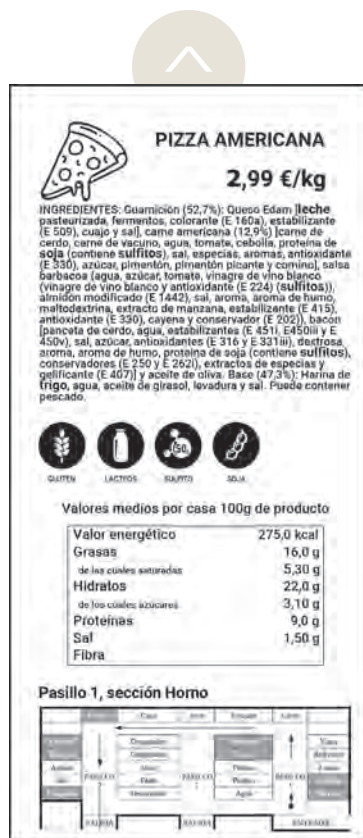 PIZZA AMERICANA
2,99 €/kg
INGREDIENTES: Guarnición (52,7%): Queso Edam [leche
pasteurizada, fermentos, colorante (E 160a), estabilizante
(E 509), cuajo y sal], carne americana (12,9%) [carne de
cerdo, carne de vacuno, agua, tomate, cebolla, proteína de
soja (contiene sulfitos), sal, especias, aromas, antioxidante
(E 330), azúcar, pimentón, pimentón picante y comino], salsa
barbacoa (agua, azúcar, tomate, vinagre de vino blanco
(vinagre de vino blanco y antioxidante (E 224) (sulfitos)),
almidón modificado (E 1442), sal, aroma, aroma de humo,
maltodextrina, extracto de manzana, estabilizante (E 415),
antioxidante (E 330), cayena y conservador (E 202)), bacon
[panceta de cerdo, agua, estabilizantes (E 451i, E450iii y E
450v), sal, azúcar, antioxidantes (E 316 y E 331iii), dextrosa,
aroma, aroma de humo, proteína de soja (contiene sulfitos),
conservadores (E 250 y E 262i), extractos de especias y
gelificante (E 407)] y aceite de oliva. Base (47,3%): Harina de
trigo, agua, aceite de girasol, levadura y sal. Puede contener
pescado.
GLUTEN LACTEOS SULFITO SOJA
Valores medios por casa 100g de producto
Valor energético 275,0 kcal
Grasas 16,0 g
de las cuales saturadas 5,30 g
Hidratos 22,0 g
de los cuales azúcares 3,10 g
Proteínas 9,0 g
Sal 1,50 g
Fibra
Pasillo 1, sección Horno
PASILLO PASILLO PASILLO
Agua
SALIDA SALIDA ENTRADA